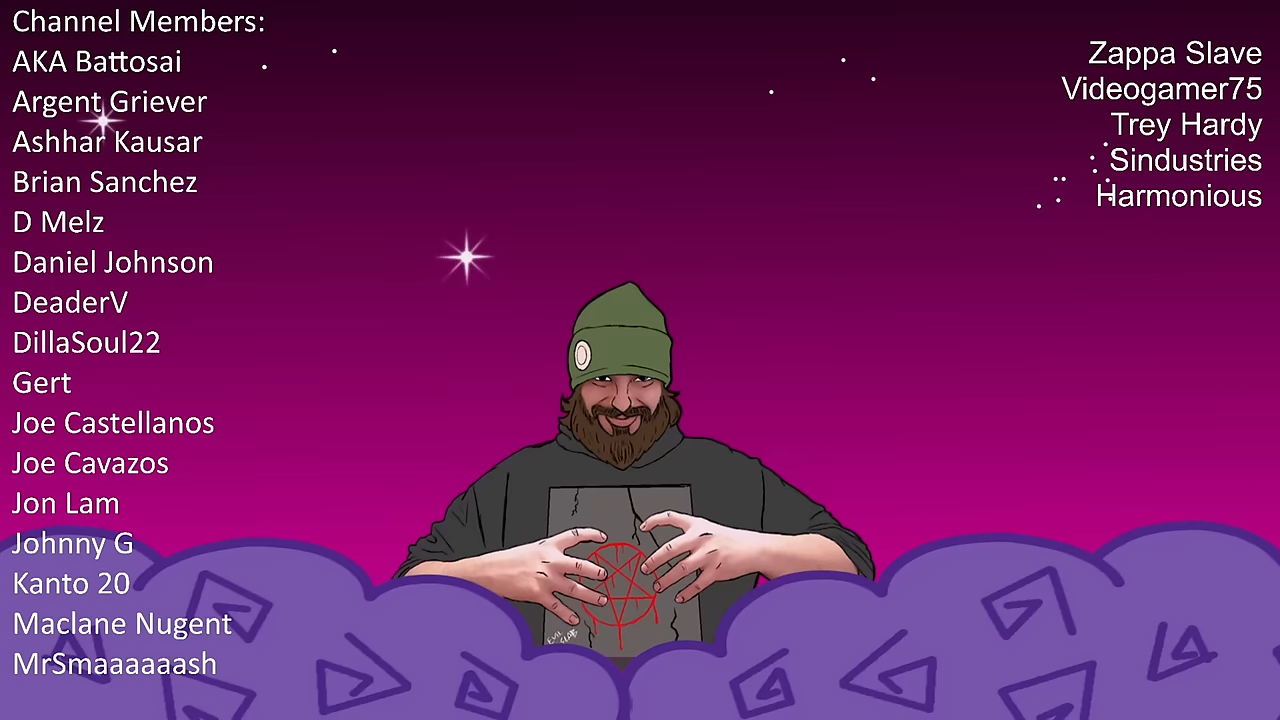 Channel Members:
AKA Battosai
Argent Griever
Ashhar Kausar
Brian Sanchez
D Melz
Daniel Johnson
DeaderV
DillaSoul22
Gert
Joe Castellanos
Joe Cavazos
Jon Lam
Johnny G
Kanto 20
Maclane Nugent
MrSmaaaaaash
Zappa Slave
Videogamer75
Trey Hardy
Sindustries
Harmonious
EVIL